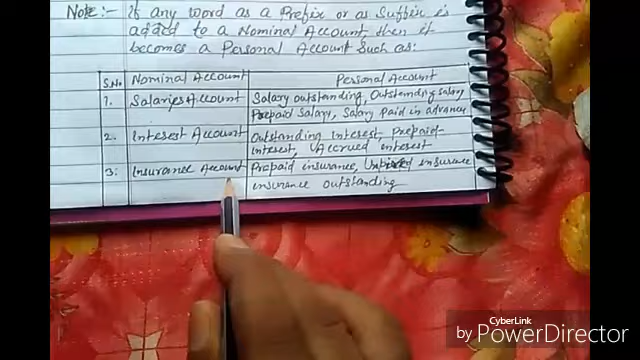 Note:- if any word as a Prefix or as Suffix is
added to a Nominal Account then it
becomes a Personal Account Such as:
S.No Nominal Account Personal Account
1. Salaries Account Salary outstanding, Outstanding salary
Prepaid Salary, Salary Paid in advance
2. Interest Account Outstanding Interest, Prepaid
interest, Accrued interest
3. Insurance Account Prepaid insurance, insurance
insurance outstanding
CyberLink
by PowerDirector